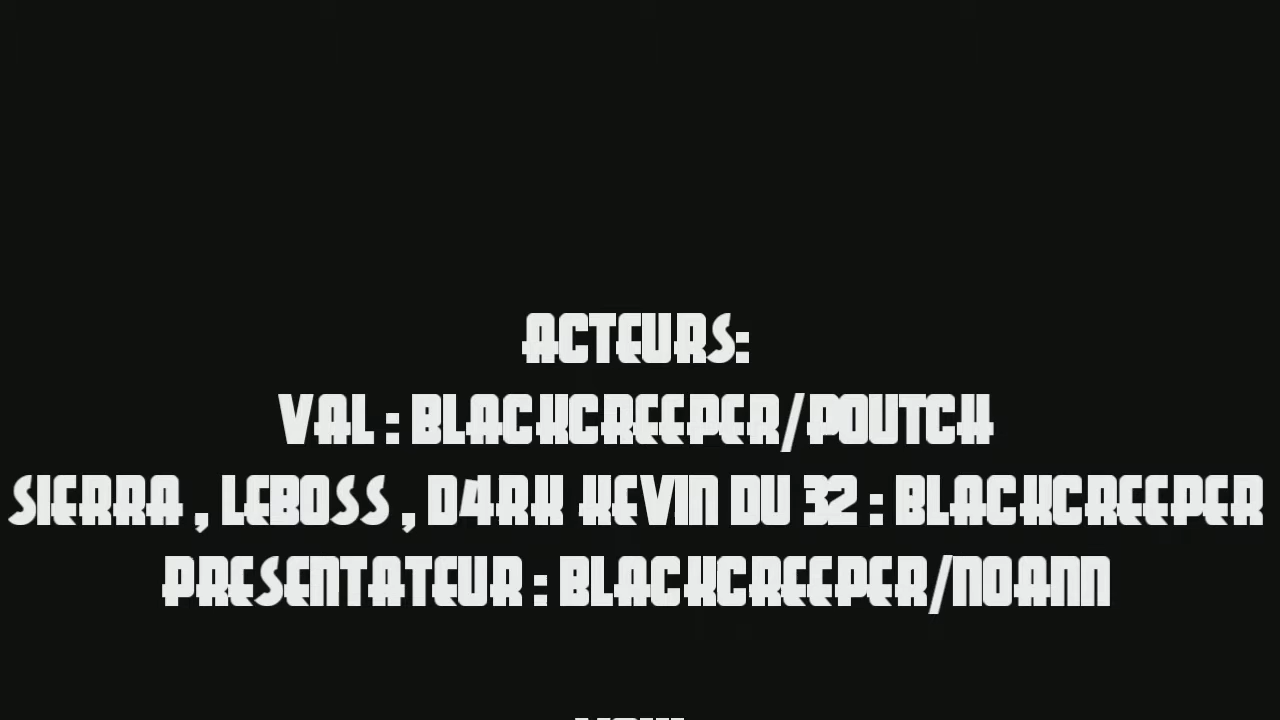 ACTEURS:
VAL : BLACKCREEPER/POUTCH
SIERRA , LEBOSS , D4RK KEVIN DU 32 : BLACKCREEPER
PRESENTATEUR : BLACKCREEPER/NOANN